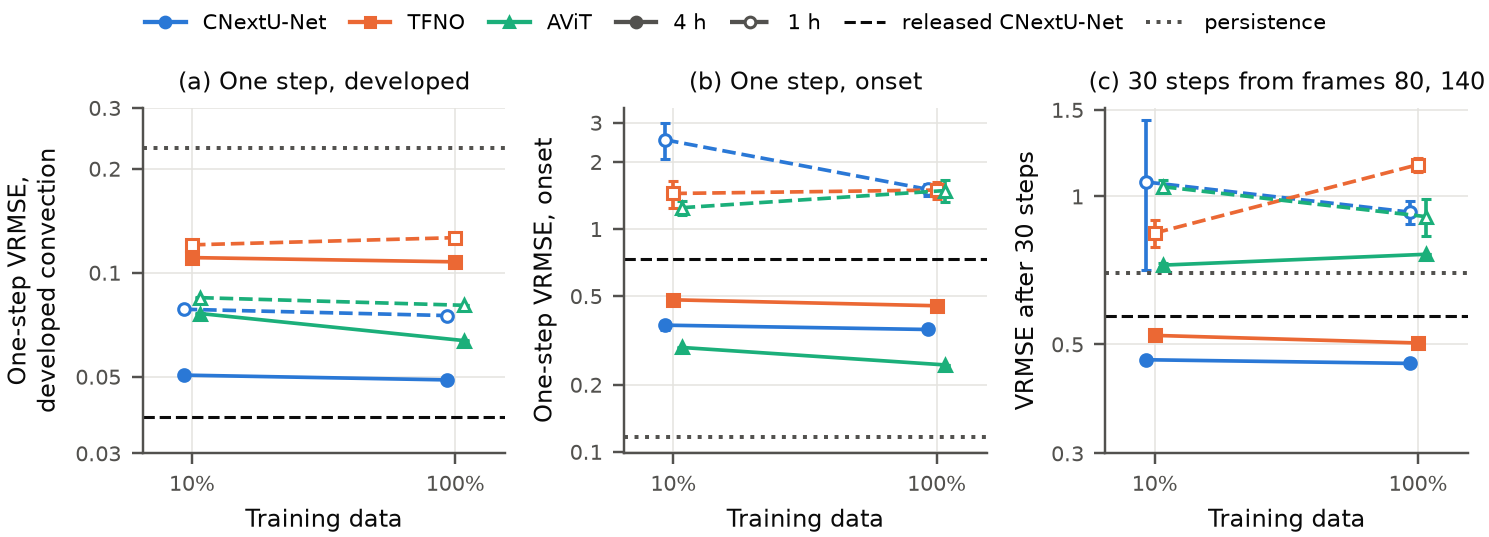 CNextU-Net TFNO AViT 4 h 1 h released CNextU-Net persistence
(a) One step, developed
One-step VRMSE,
developed convection
0.3
0.2
0.1
0.05
0.03
10% 100%
Training data
(b) One step, onset
One-step VRMSE, onset
3
2
1
0.5
0.2
0.1
10% 100%
Training data
(c) 30 steps from frames 80, 140
VRMSE after 30 steps
1.5
1
0.5
0.3
10% 100%
Training data